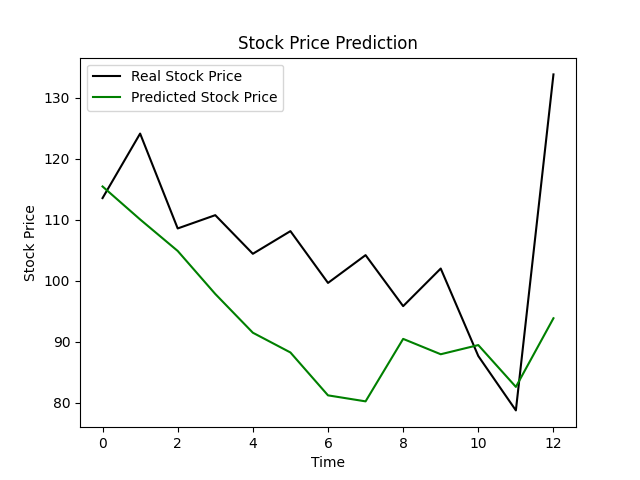 Stock Price Prediction
Real Stock Price
Predicted Stock Price
Stock Price
130
120
110
100
90
80
0 2 4 6 8 10 12
Time